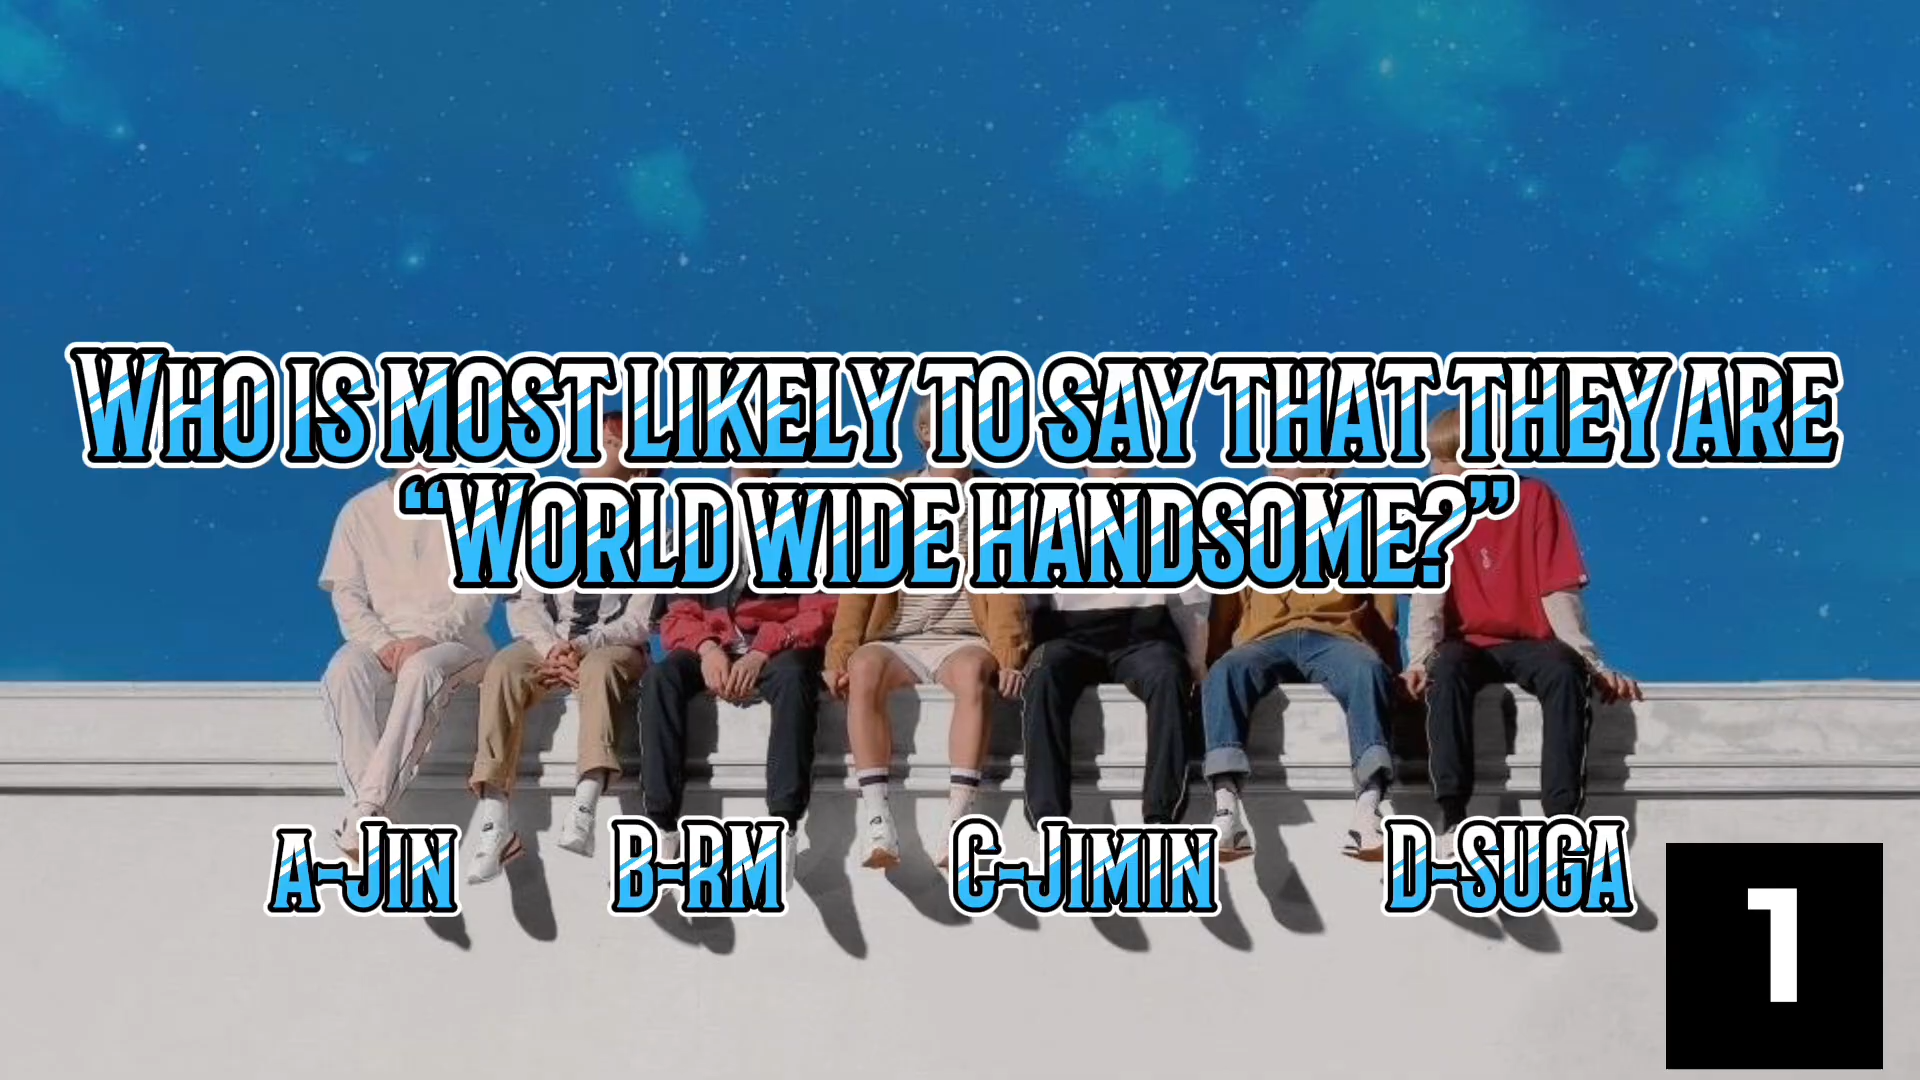 Who is most likely to say that they are
“World wide handsome?”
A-Jin B-RM C-Jimin D-SUGA
1